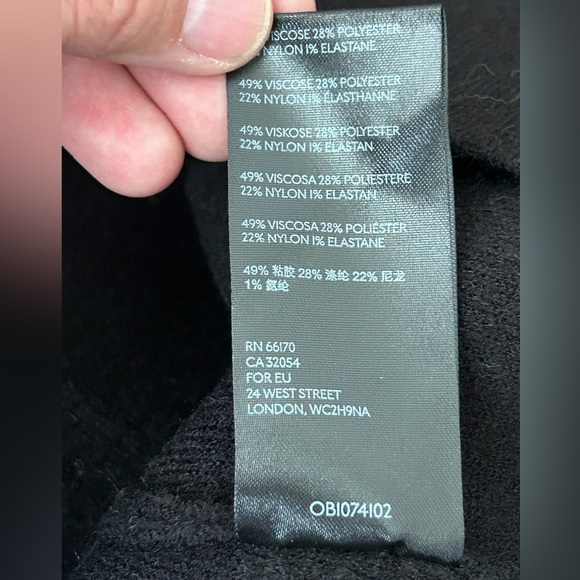 VISCOSE 28% POLYESTER
NYLON 1% ELASTANE
49% VISCOSE 28% POLYESTER
22% NYLON 1% ÉLASTHANNE
49% VISKOSE 28% POLYESTER
22% NYLON 1% ELASTAN
49% VISCOSA 28% POLIESTERE
22% NYLON 1% ELASTAN
49% VISCOSA 28% POLIÉSTER
22% NYLON 1% ELASTANE
49% 粘胶 28% 涤纶 22% 尼龙
1% 氨纶
RN 66170
CA 32054
FOR EU
24 WEST STREET
LONDON, WC2H9NA
OB1074102